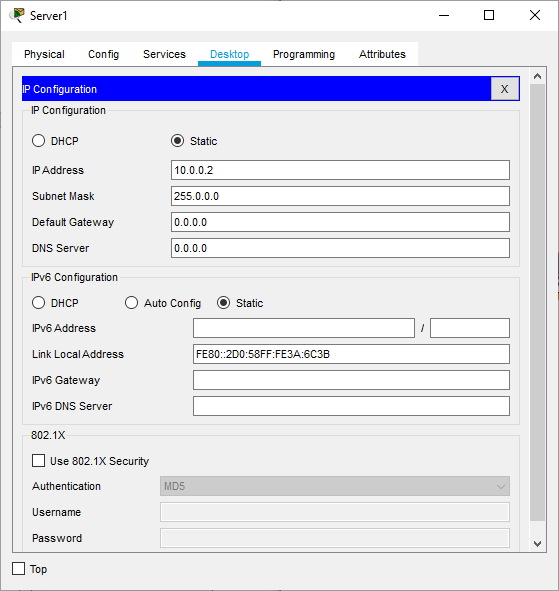 Server1
Physical Config Services Desktop Programming Attributes
IP Configuration X
IP Configuration
DHCP Static
IP Address 10.0.0.2
Subnet Mask 255.0.0.0
Default Gateway 0.0.0.0
DNS Server 0.0.0.0
IPv6 Configuration
DHCP Auto Config Static
IPv6 Address /
Link Local Address FE80::2D0:58FF:FE3A:6C3B
IPv6 Gateway
IPv6 DNS Server
802.1X
Use 802.1X Security
Authentication MD5
Username
Password
Top